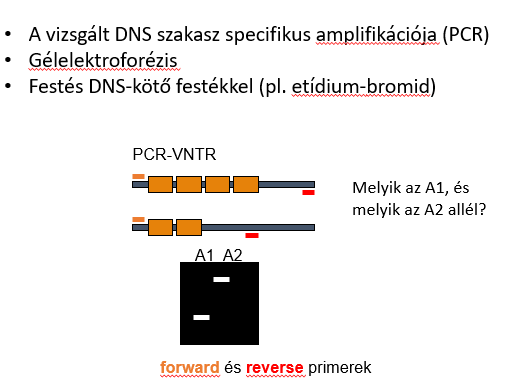 • A vizsgált DNS szakasz specifikus amplifikációja (PCR)
• Gélelektroforézis
• Festés DNS-kötő festékkel (pl. etídium-bromid)
PCR-VNTR
Melyik az A1, és
melyik az A2 allél?
A1 A2
forward és reverse primerek